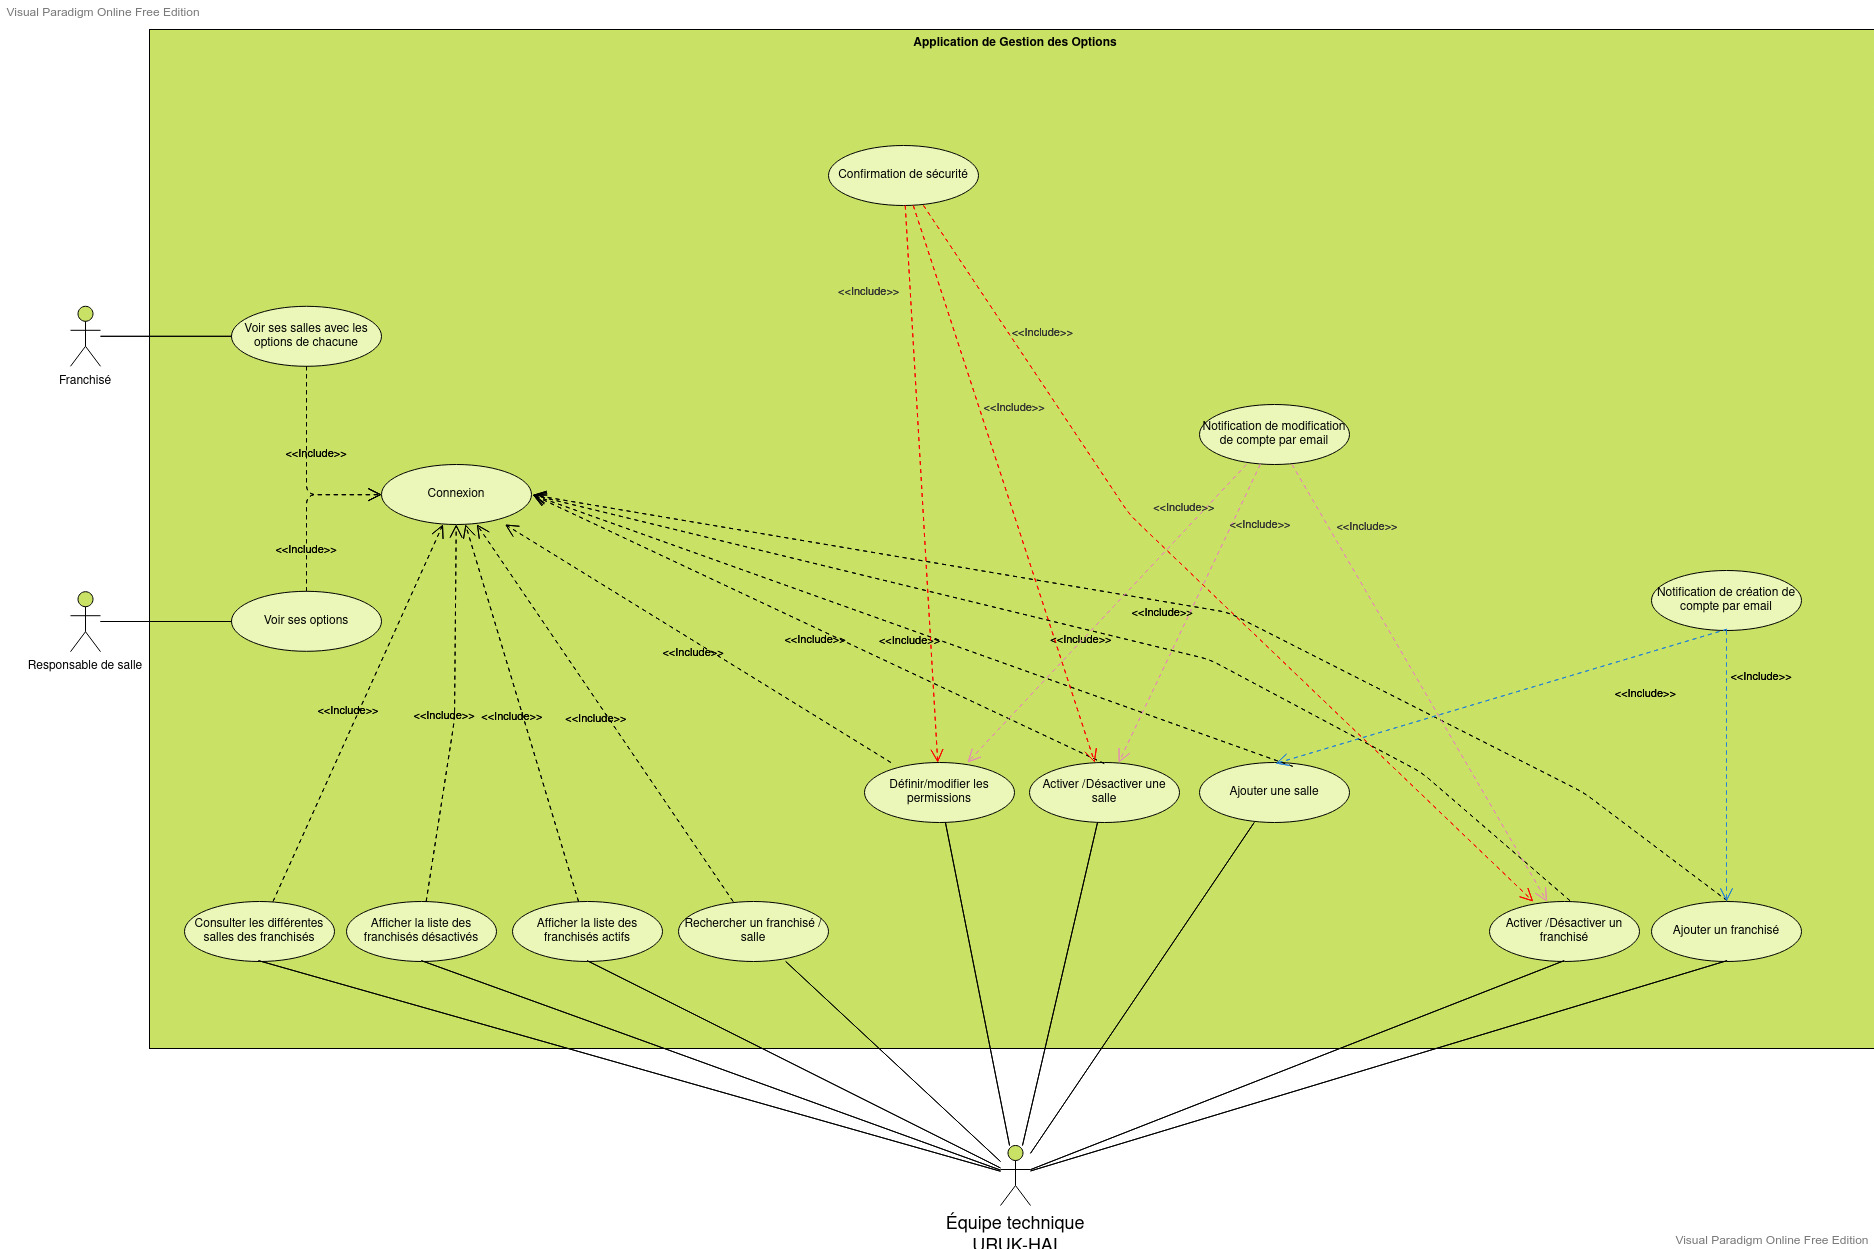 Visual Paradigm Online Free Edition
Application de Gestion des Options
Confirmation de sécurité
<<Include>>
<<Include>>
<<Include>>
Voir ses salles avec les
options de chacune
Franchisé
Notification de modification
de compte par email
<<Include>>
Connexion
<<Include>>
<<Include>>
<<Include>>
<<Include>>
Notification de création de
compte par email
Voir ses options
Responsable de salle
<<Include>>
<<Include>>
<<Include>>
<<Include>>
<<Include>>
<<Include>>
<<Include>>
<<Include>>
<<Include>>
<<Include>>
<<Include>>
Définir/modifier les
permissions
Activer /Désactiver une
salle
Ajouter une salle
Consulter les différentes
salles des franchisés
Afficher la liste des
franchisés désactivés
Afficher la liste des
franchisés actifs
Rechercher un franchisé /
salle
Activer /Désactiver un
franchisé
Ajouter un franchisé
Équipe technique
URUK-HAI
Visual Paradigm Online Free Edition